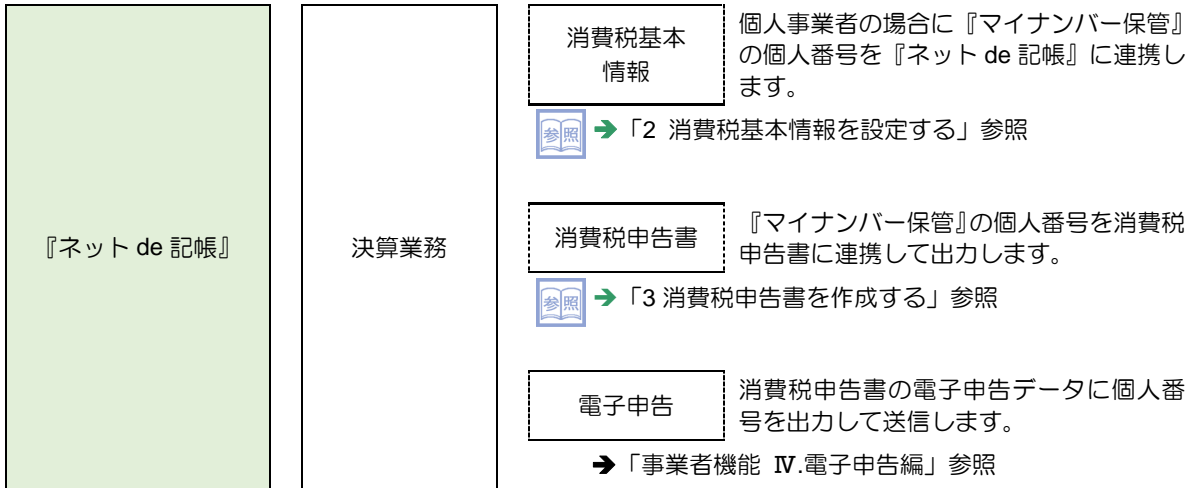 『ネット de 記帳』
決算業務
消費税基本
情報
個人事業者の場合に『マイナンバー保管』
の個人番号を『ネット de 記帳』に連携し
ます。
参照 ➔「2 消費税基本情報を設定する」参照
消費税申告書
『マイナンバー保管』の個人番号を消費税
申告書に連携して出力します。
参照 ➔「3 消費税申告書を作成する」参照
電子申告
消費税申告書の電子申告データに個人番
号を出力して送信します。
➔「事業者機能 Ⅳ.電子申告編」参照